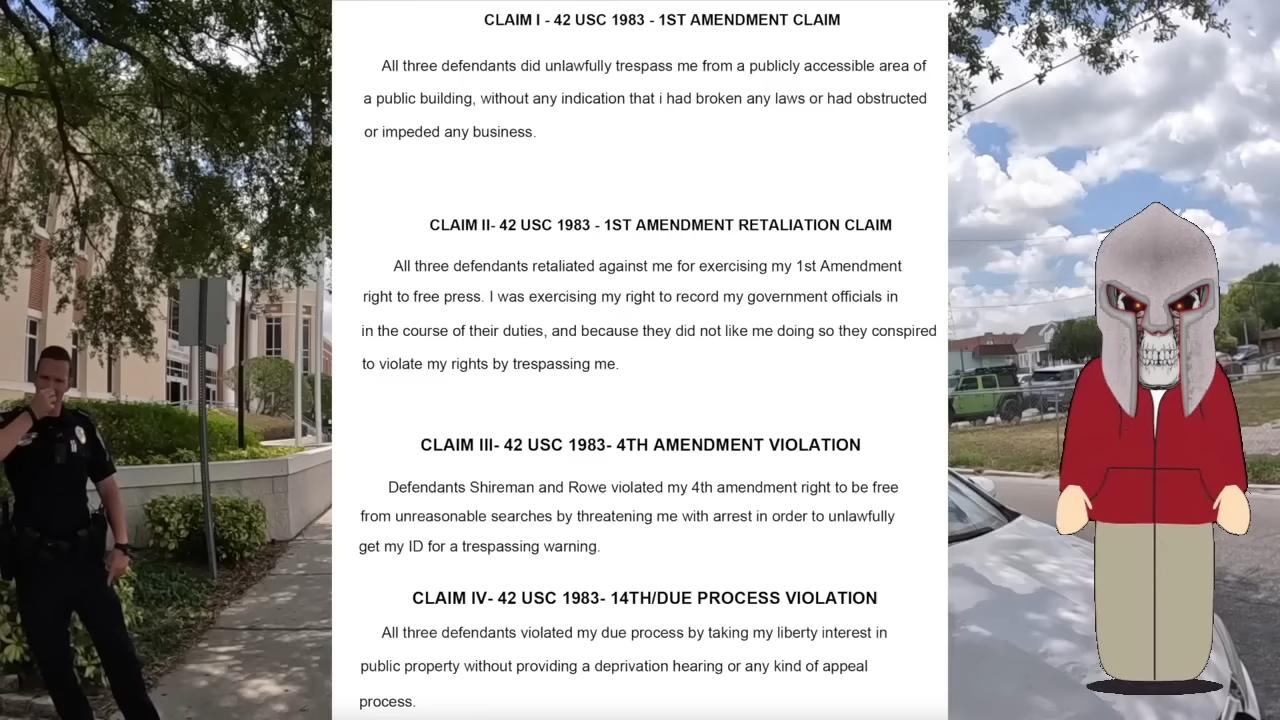 CLAIM I - 42 USC 1983 - 1ST AMENDMENT CLAIM
All three defendants did unlawfully trespass me from a publicly accessible area of
a public building, without any indication that i had broken any laws or had obstructed
or impeded any business.
CLAIM II- 42 USC 1983 - 1ST AMENDMENT RETALIATION CLAIM
All three defendants retaliated against me for exercising my 1st Amendment
right to free press. I was exercising my right to record my government officials in
in the course of their duties, and because they did not like me doing so they conspired
to violate my rights by trespassing me.
CLAIM III- 42 USC 1983- 4TH AMENDMENT VIOLATION
Defendants Shireman and Rowe violated my 4th amendment right to be free
from unreasonable searches by threatening me with arrest in order to unlawfully
get my ID for a trespassing warning.
CLAIM IV- 42 USC 1983- 14TH/DUE PROCESS VIOLATION
All three defendants violated my due process by taking my liberty interest in
public property without providing a deprivation hearing or any kind of appeal
process.